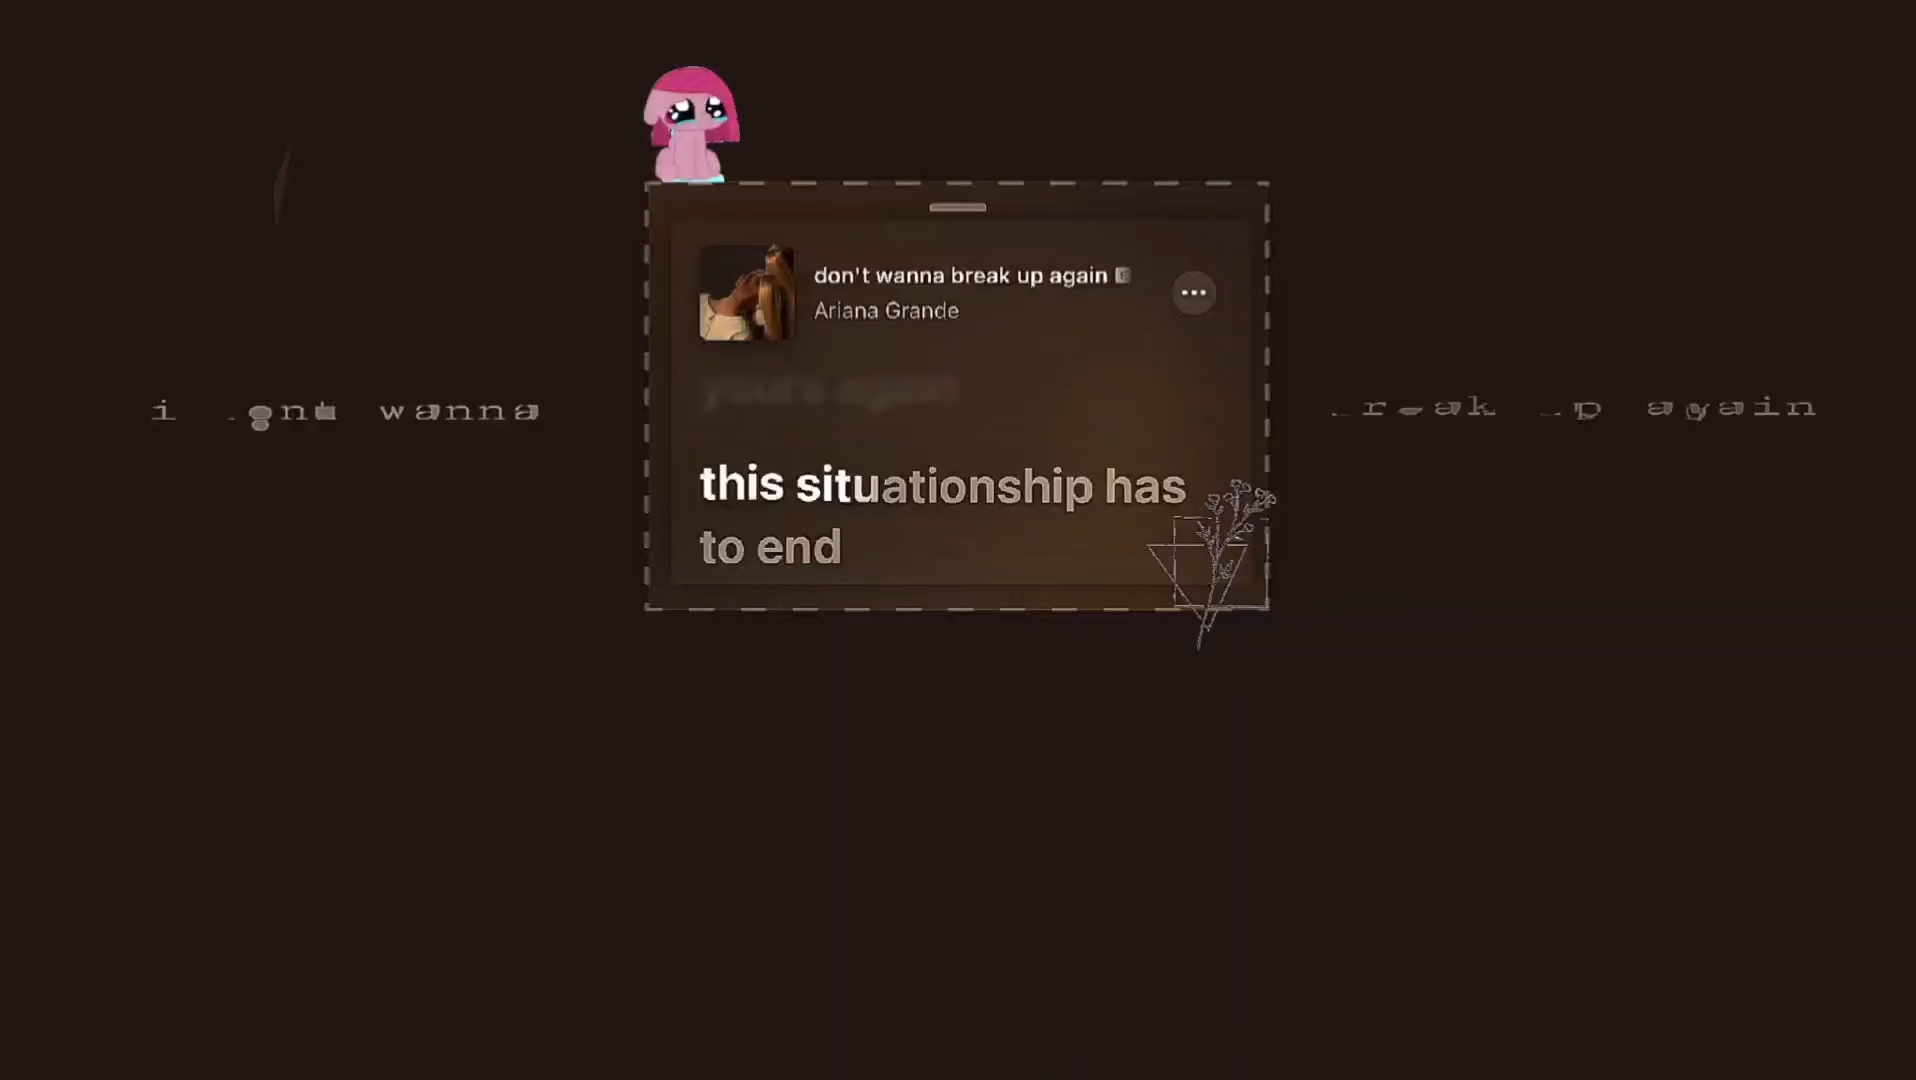 don't wanna break up again 🅴
Ariana Grande
i wanna
again
this situationship has
to end